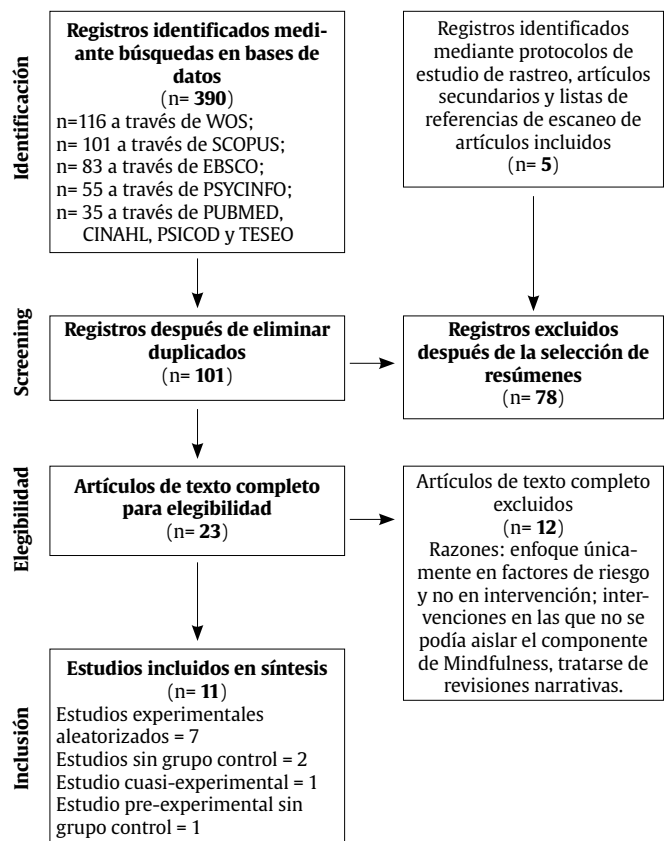 Identificación
Registros identificados medi-
ante búsquedas en bases de
datos
(n= 390)
n=116 a través de WOS;
n= 101 a través de SCOPUS;
n= 83 a través de EBSCO;
n= 55 a través de PSYCINFO;
n= 35 a través de PUBMED,
CINAHL, PSICOD y TESEO
Registros identificados
mediante protocolos de
estudio de rastreo, artículos
secundarios y listas de
referencias de escaneo de
artículos incluidos
(n= 5)
Screening
Registros después de eliminar
duplicados
(n= 101)
Registros excluidos
después de la selección de
resúmenes
(n= 78)
Elegibilidad
Artículos de texto completo
para elegibilidad
(n= 23)
Artículos de texto completo
excluidos
(n= 12)
Razones: enfoque única-
mente en factores de riesgo
y no en intervención; inter-
venciones en las que no se
podía aislar el componente
de Mindfulness, tratarse de
revisiones narrativas.
Inclusión
Estudios incluidos en síntesis
(n= 11)
Estudios experimentales
aleatorizados = 7
Estudios sin grupo control = 2
Estudio cuasi-experimental = 1
Estudio pre-experimental sin
grupo control = 1